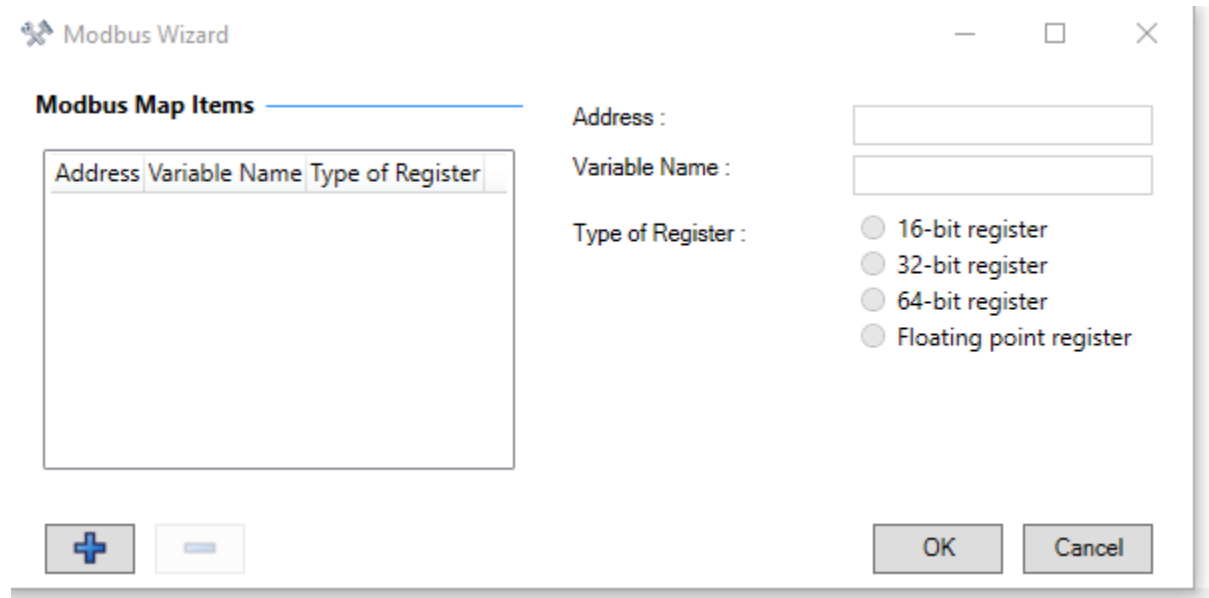 Modbus Wizard
Modbus Map Items
Address Variable Name Type of Register
Address :
Variable Name :
Type of Register :
16-bit register
32-bit register
64-bit register
Floating point register
OK
Cancel